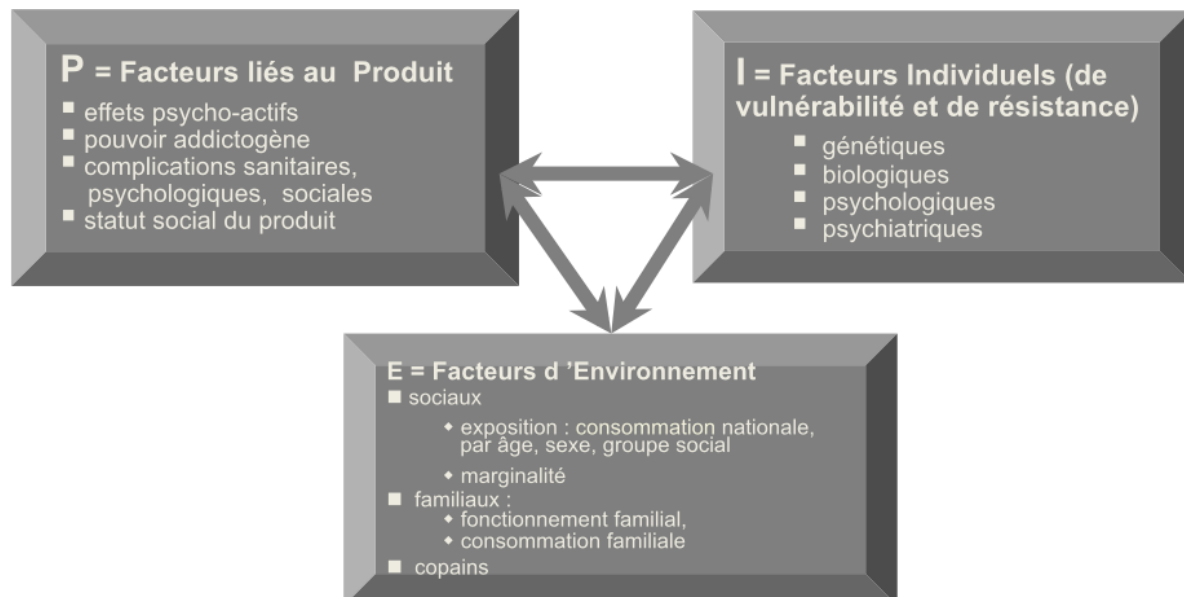 P = Facteurs liés au Produit
▪ effets psycho-actifs
▪ pouvoir addictogène
▪ complications sanitaires,
psychologiques, sociales
▪ statut social du produit
I = Facteurs Individuels (de
vulnérabilité et de résistance)
▪ génétiques
▪ biologiques
▪ psychologiques
▪ psychiatriques
E = Facteurs d ’Environnement
▪ sociaux
◆ exposition : consommation nationale,
par âge, sexe, groupe social
◆ marginalité
▪ familiaux :
◆ fonctionnement familial,
◆ consommation familiale
▪ copains